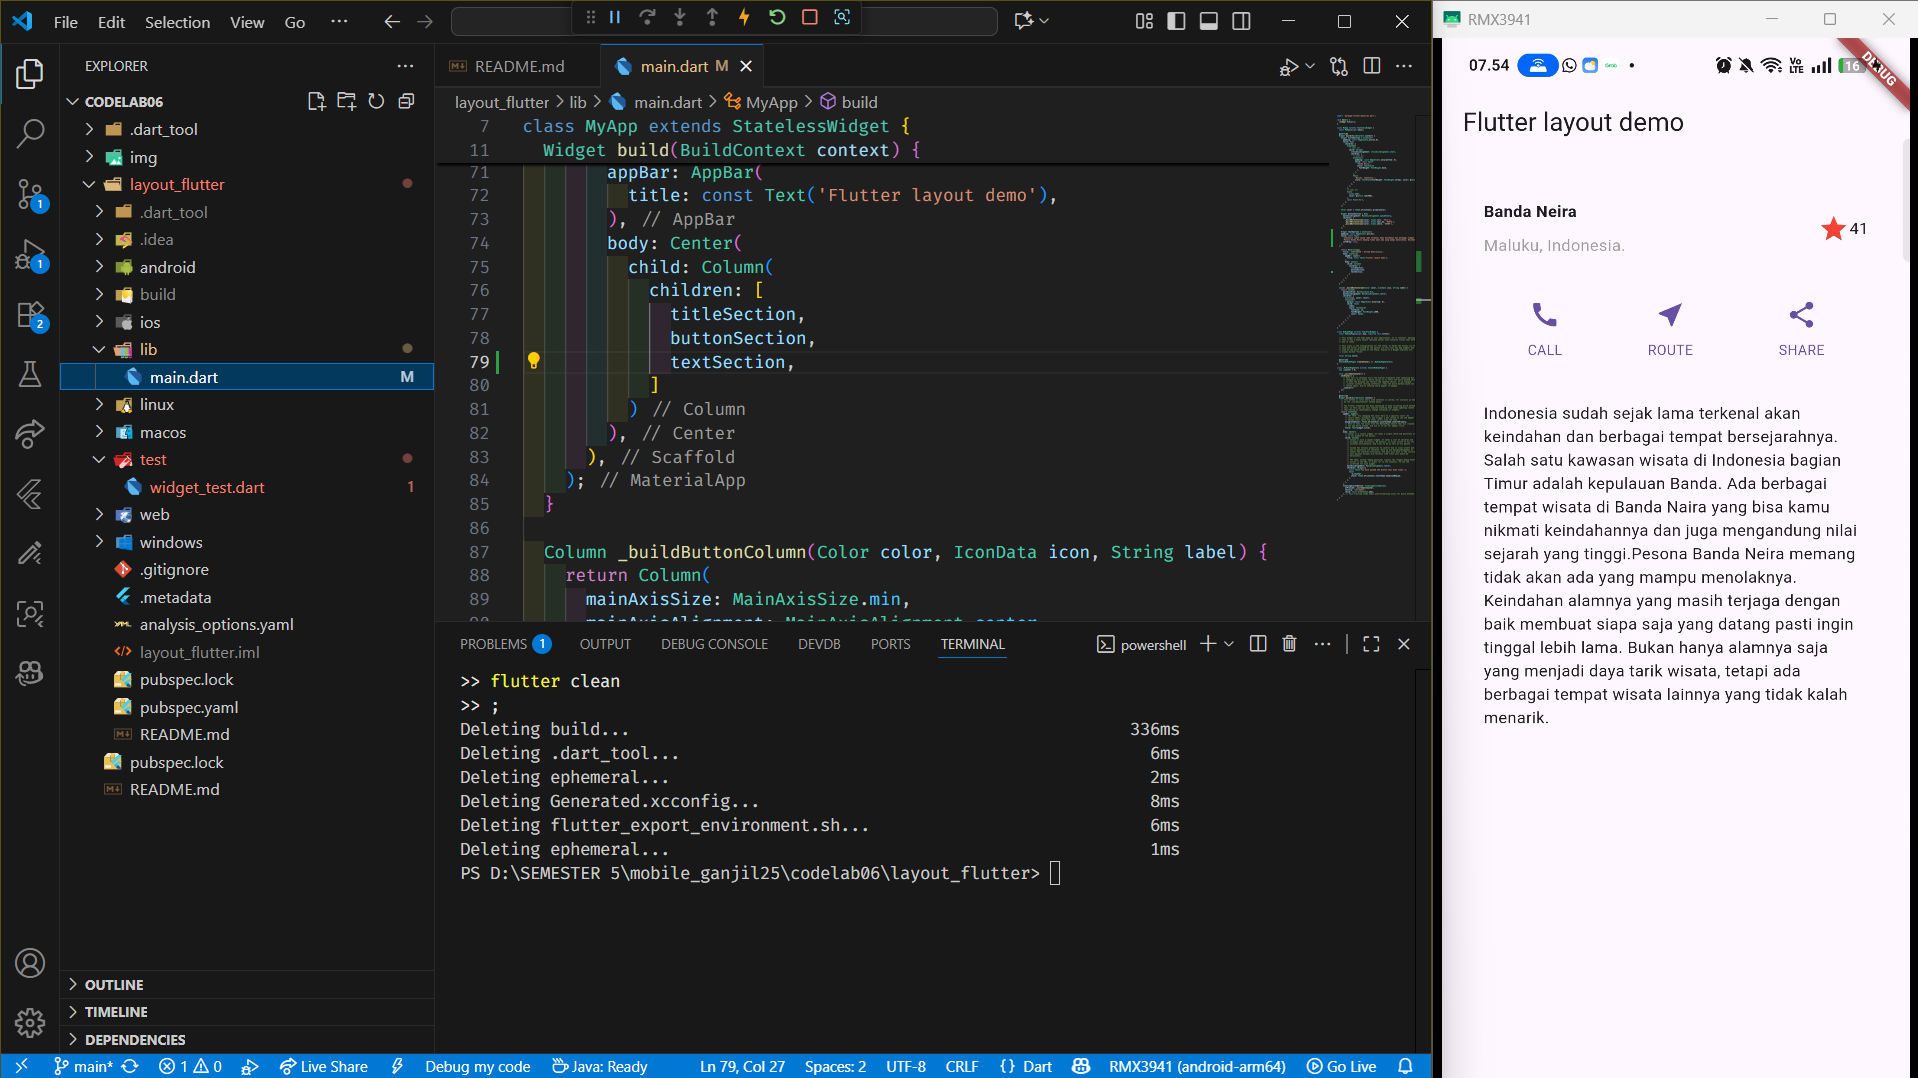 File Edit Selection View Go ···
EXPLORER
CODELAB06
.dart_tool
img
layout_flutter
.dart_tool
.idea
android
build
ios
lib
main.dart M
linux
macos
test
widget_test.dart 1
web
windows
.gitignore
.metadata
analysis_options.yaml
layout_flutter.iml
pubspec.lock
pubspec.yaml
README.md
pubspec.lock
README.md
OUTLINE
TIMELINE
DEPENDENCIES
1
1
2
README.md
main.dart M
layout_flutter > lib > main.dart > MyApp > build
7 class MyApp extends StatelessWidget {
11 Widget build(BuildContext context) {
71 appBar: AppBar(
72 title: const Text('Flutter layout demo'),
73 ), // AppBar
74 body: Center(
75 child: Column(
76 children: [
77 titleSection,
78 buttonSection,
79 textSection,
80 ]
81 ) // Column
82 ), // Center
83 ), // Scaffold
84 ); // MaterialApp
85 }
86
87 Column _buildButtonColumn(Color color, IconData icon, String label) {
88 return Column(
89 mainAxisSize: MainAxisSize.min,
PROBLEMS 1 OUTPUT DEBUG CONSOLE DEVDB PORTS TERMINAL
powershell
>> flutter clean
>> ;
Deleting build... 336ms
Deleting .dart_tool... 6ms
Deleting ephemeral... 2ms
Deleting Generated.xcconfig... 8ms
Deleting flutter_export_environment.sh... 6ms
Deleting ephemeral... 1ms
PS D:\SEMESTER 5\mobile_ganjil25\codelab06\layout_flutter>
main* 1 0 Live Share Debug my code Java: Ready Ln 79, Col 27 Spaces: 2 UTF-8 CRLF {} Dart RMX3941 (android-arm64) Go Live
RMX3941
07.54
Vo LTE
16
DEBUG
Flutter layout demo
Banda Neira
Maluku, Indonesia.
41
CALL ROUTE SHARE
Indonesia sudah sejak lama terkenal akan
keindahan dan berbagai tempat bersejarahnya.
Salah satu kawasan wisata di Indonesia bagian
Timur adalah kepulauan Banda. Ada berbagai
tempat wisata di Banda Naira yang bisa kamu
nikmati keindahannya dan juga mengandung nilai
sejarah yang tinggi.Pesona Banda Neira memang
tidak akan ada yang mampu menolaknya.
Keindahan alamnya yang masih terjaga dengan
baik membuat siapa saja yang datang pasti ingin
tinggal lebih lama. Bukan hanya alamnya saja
yang menjadi daya tarik wisata, tetapi ada
berbagai tempat wisata lainnya yang tidak kalah
menarik.